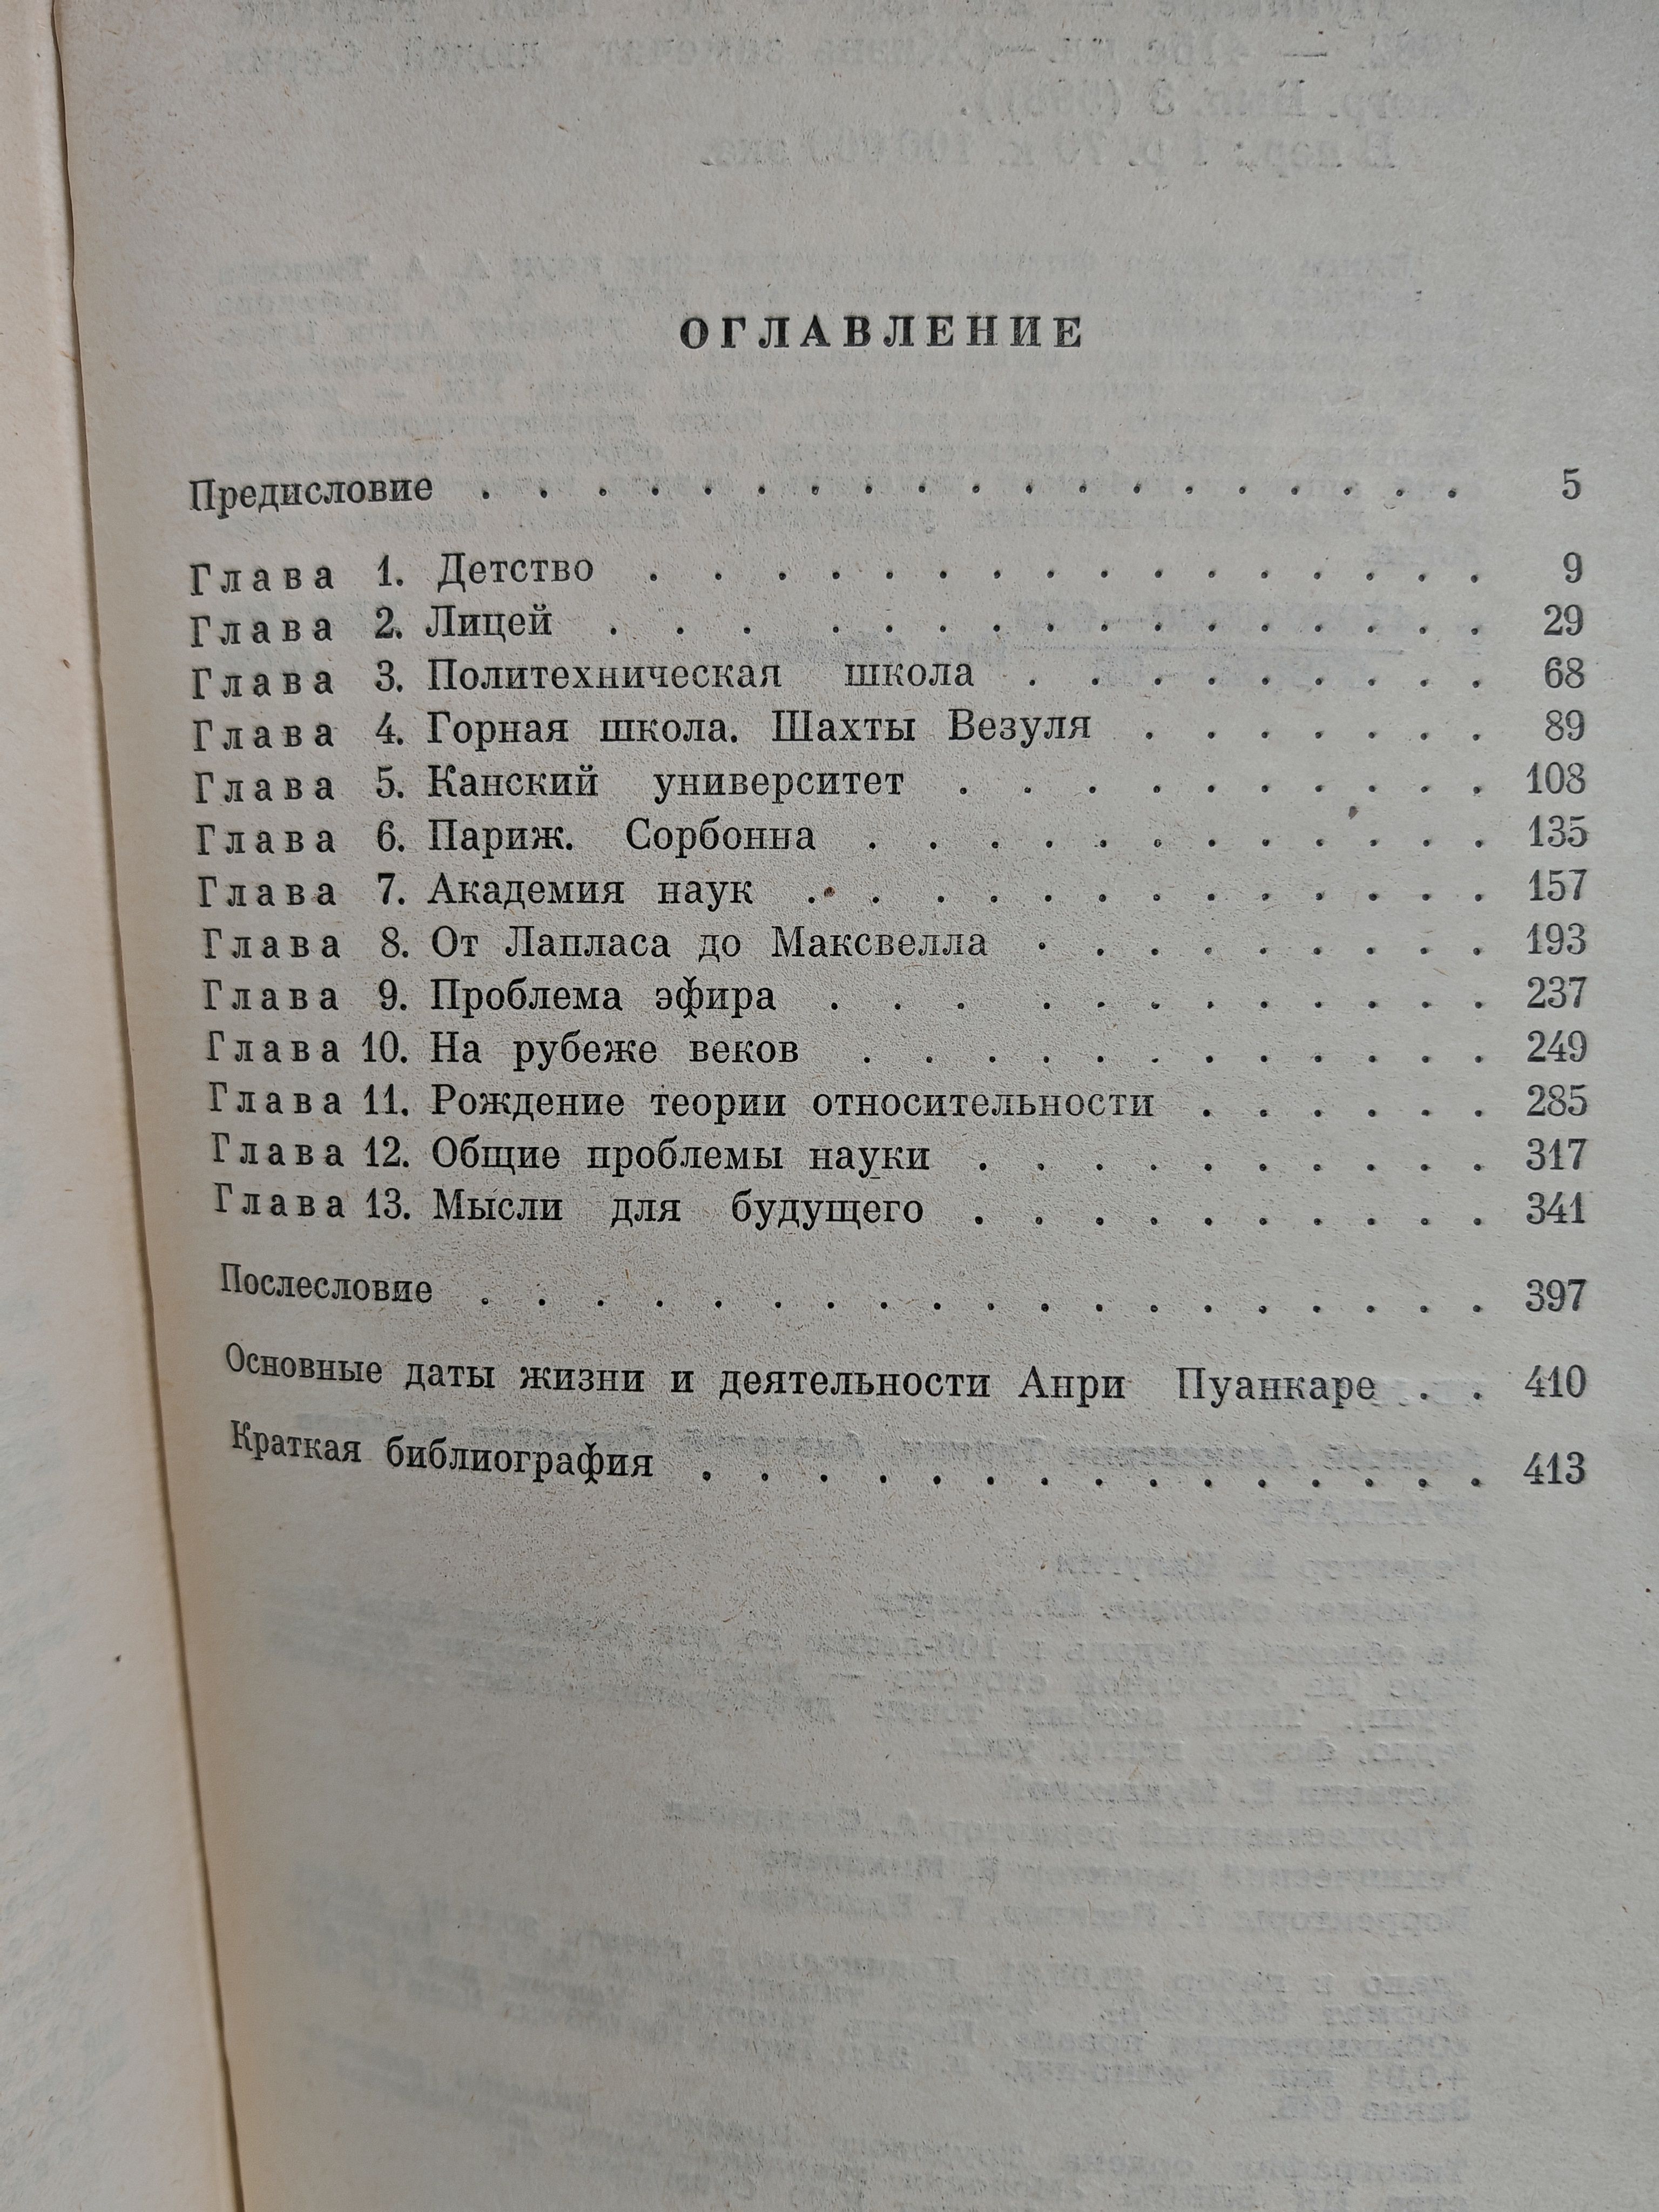 ОГЛАВЛЕНИЕ
Предисловие . . . . . . . . . . . . . . . . . . . 5
Глава 1. Детство . . . . . . . . . . . . . . . . 9
Глава 2. Лицей . . . . . . . . . . . . . . . . 29
Глава 3. Политехническая школа . . . . . . . . . 68
Глава 4. Горная школа. Шахты Везуля . . . . . . . 89
Глава 5. Канский университет . . . . . . . . . . 108
Глава 6. Париж. Сорбонна . . . . . . . . . . . . 135
Глава 7. Академия наук . . . . . . . . . . . . . 157
Глава 8. От Лапласа до Максвелла . . . . . . . . . 193
Глава 9. Проблема эфира . . . . . . . . . . . . 237
Глава 10. На рубеже веков . . . . . . . . . . . . 249
Глава 11. Рождение теории относительности . . . . . . 285
Глава 12. Общие проблемы науки . . . . . . . . . . 317
Глава 13. Мысли для будущего . . . . . . . . . . 341
Послесловие . . . . . . . . . . . . . . . . . . . 397
Основные даты жизни и деятельности Анри Пуанкаре . . 410
Краткая библиография . . . . . . . . . . . . . . 413